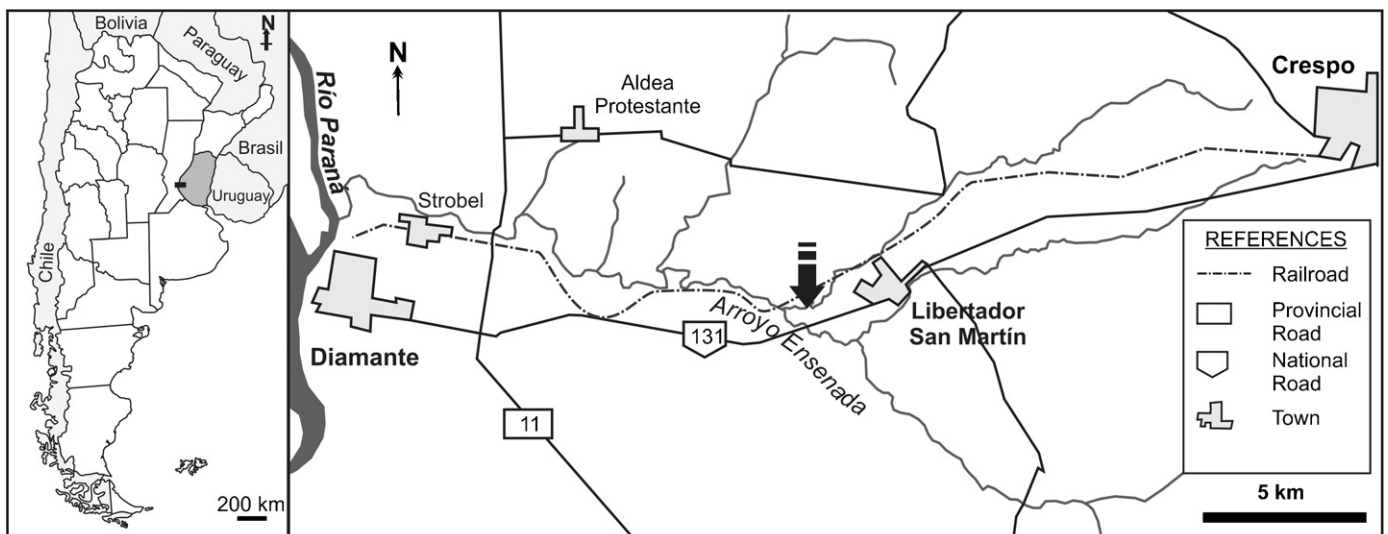 Bolivia
N
Paraguay
Brasil
Uruguay
Chile
200 km
Río Paraná
N
Aldea
Protestante
Crespo
Strobel
Diamante
131
11
Arroyo Ensenada
Libertador
San Martín
REFERENCES
Railroad
Provincial
Road
National
Road
Town
5 km